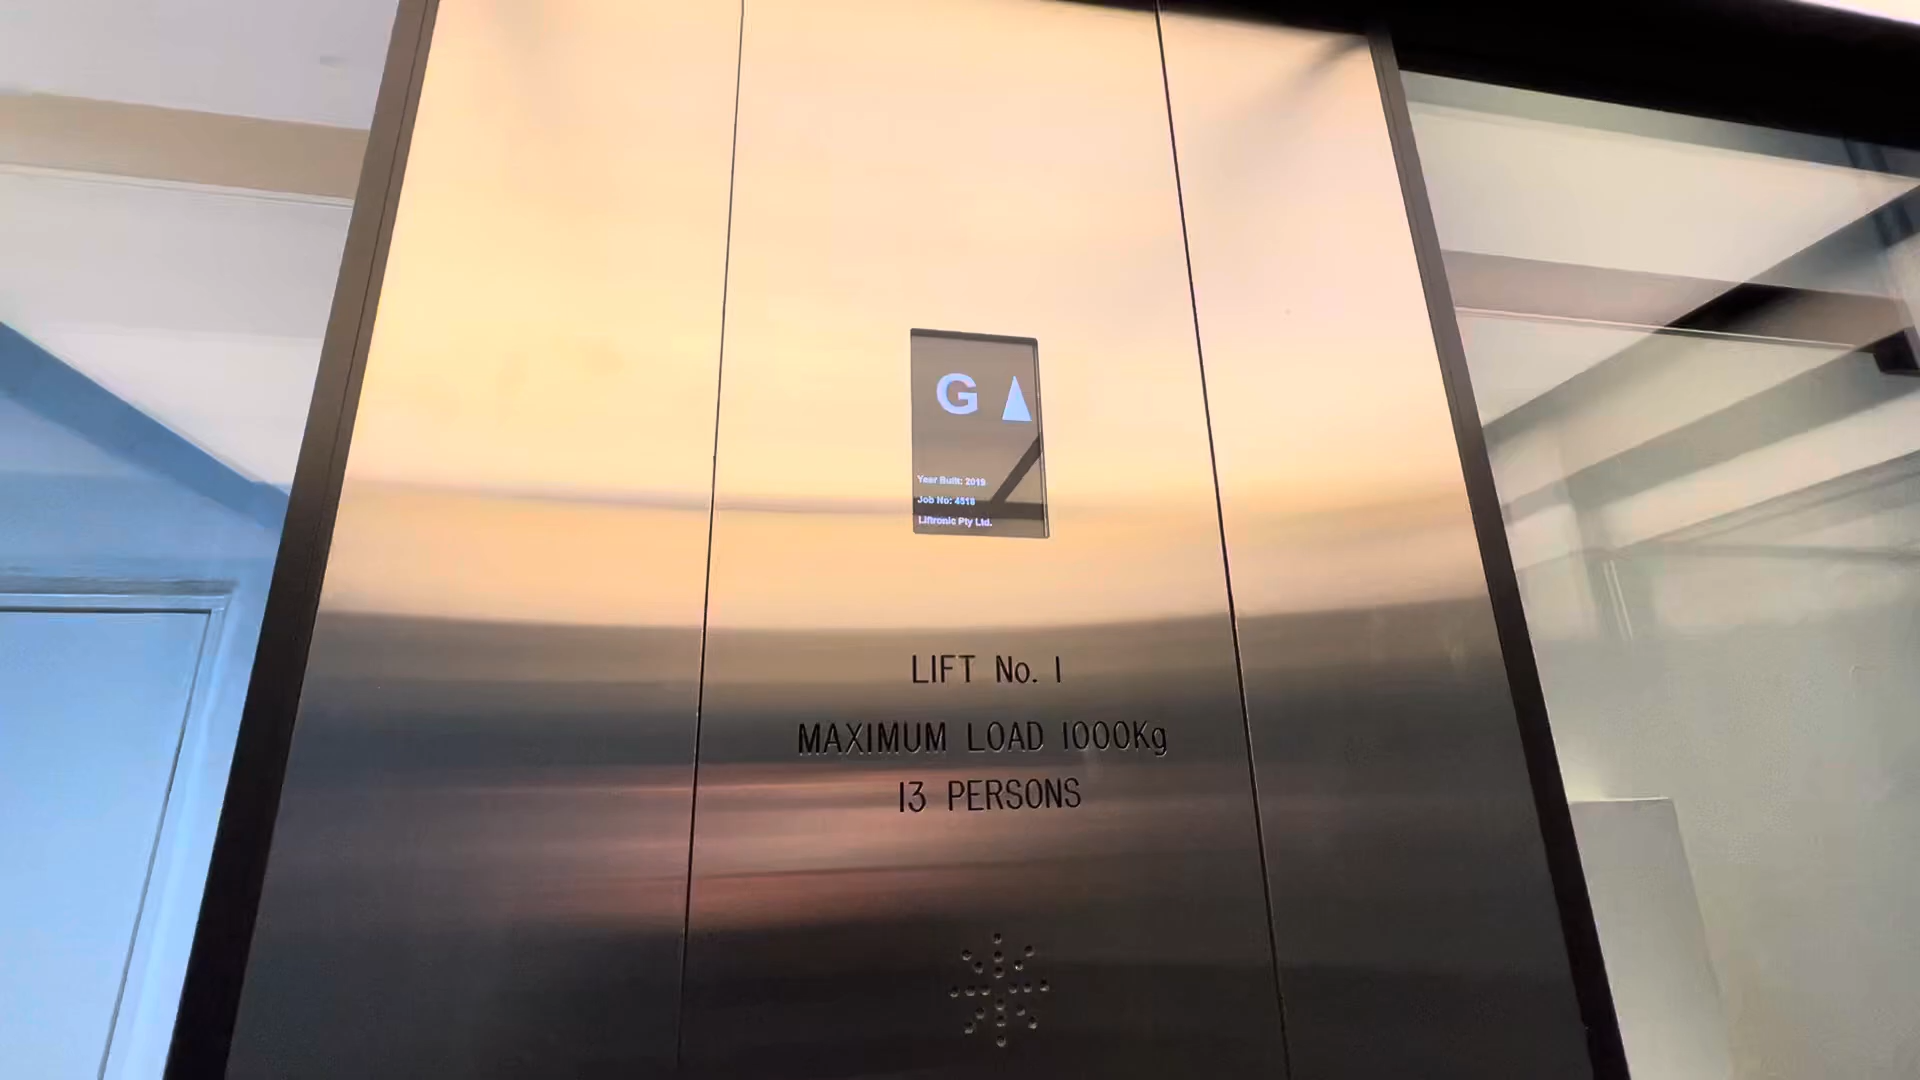 G
Year Built: 2019
Job No: 4518
Liftronic Pty Ltd.
LIFT No. 1
MAXIMUM LOAD 1000Kg
13 PERSONS